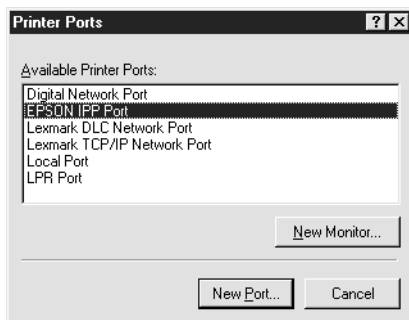 Printer Ports
Available Printer Ports:
Digital Network Port
EPSON IPP Port
Lexmark DLC Network Port
Lexmark TCP/IP Network Port
Local Port
LPR Port
New Monitor...
New Port...
Cancel